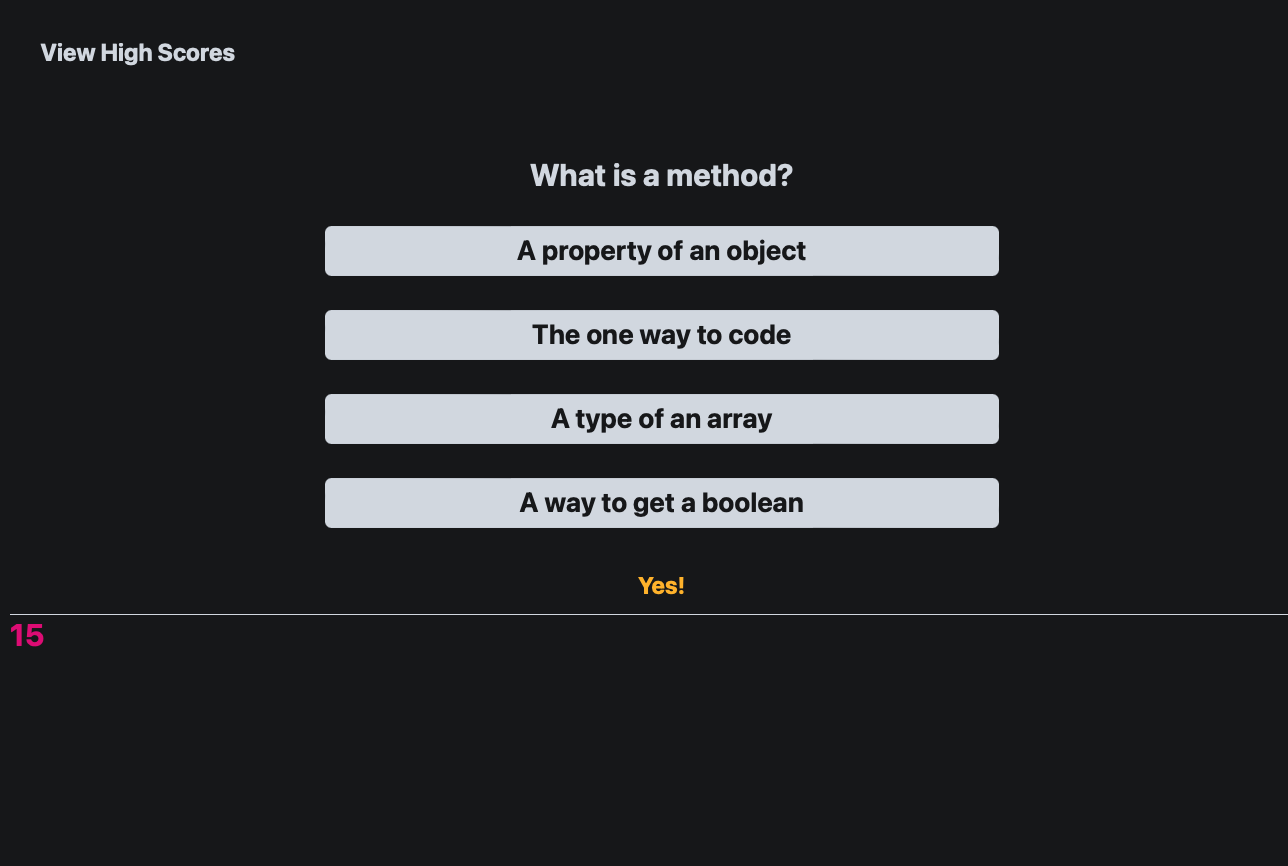 View High Scores
What is a method?
A property of an object
The one way to code
A type of an array
A way to get a boolean
Yes!
15